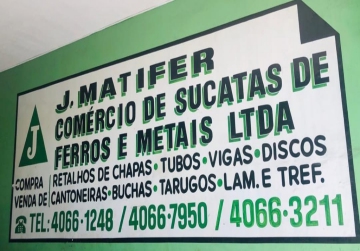 J. MATIFER
COMÉRCIO DE SUCATAS DE
FERROS E METAIS LTDA
J
COMPRA
VENDA DE
RETALHOS DE CHAPAS • TUBOS • VIGAS • DISCOS
CANTONEIRAS • BUCHAS • TARUGOS • LAM. E TREF.
TEL: 4066-1248 / 4066-7950 / 4066-3211